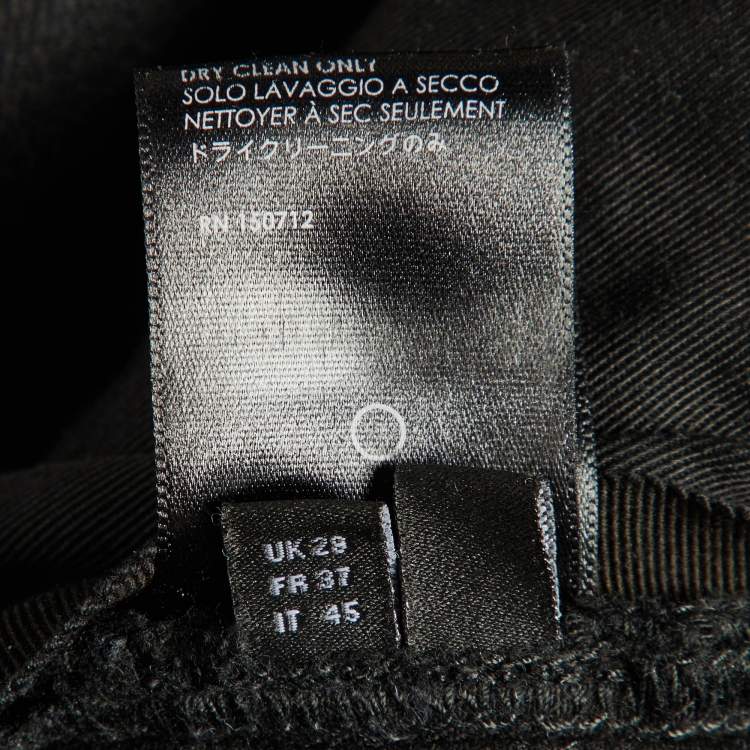 DRY CLEAN ONLY
SOLO LAVAGGIO A SECCO
NETTOYER À SEC SEULEMENT
ドライクリーニングのみ
RN 150712
UK 29
FR 37
IT 45